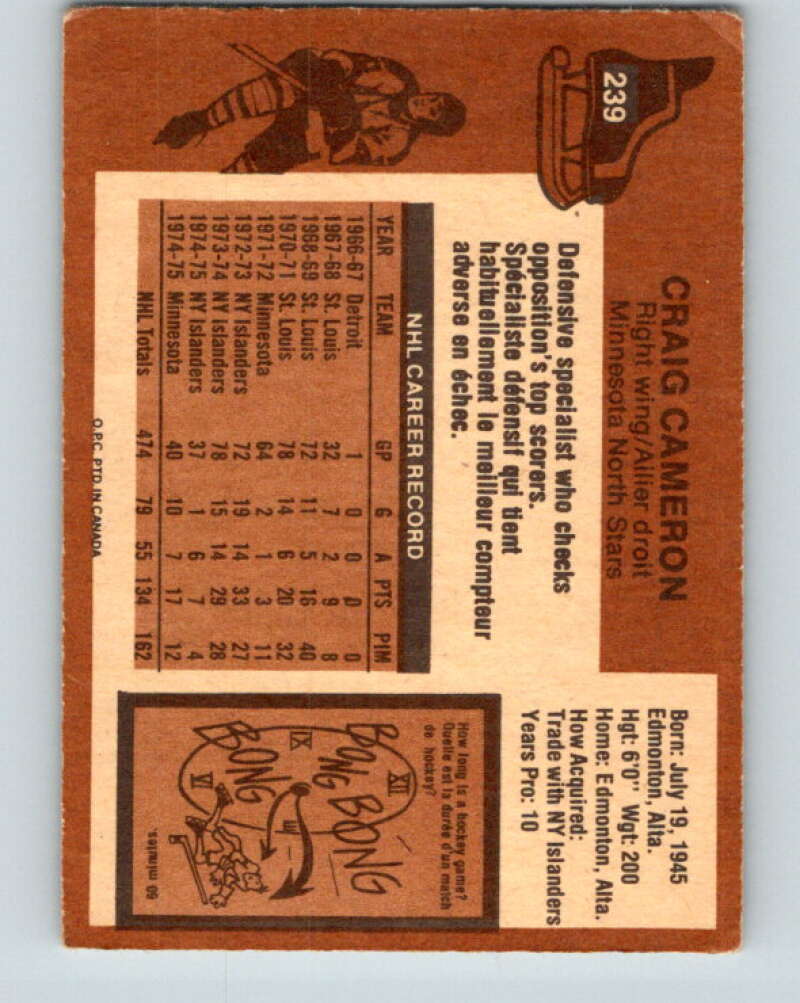 239
CRAIG CAMERON
Right wing/Ailier droit
Minnesota North Stars
Defensive specialist who checks
opposition's top scorers.
Spécialiste défensif qui tient
habituellement le meilleur compteur
adverse en échec.
Born: July 19, 1945
Edmonton, Alta.
Hgt: 6'0" Wgt: 200
Home: Edmonton, Alta.
How Acquired:
Trade with NY Islanders
Years Pro: 10
NHL CAREER RECORD
YEAR TEAM GP G A PTS PIM
1966-67 Detroit 1 0 0 0 0
1967-68 St. Louis 32 7 2 9 8
1968-69 St. Louis 72 11 5 16 40
1970-71 St. Louis 78 14 6 20 32
1971-72 Minnesota 64 2 1 3 11
1972-73 NY Islanders 72 19 14 33 27
1973-74 NY Islanders 78 15 14 29 28
1974-75 NY Islanders 37 1 6 7 4
1974-75 Minnesota 40 10 7 17 12
NHL Totals 474 79 55 134 162
How long is a hockey game?
Quelle est la durée d'un match
de hockey?
XII
BONG BONG
BONG
IX
III
BONG
VI
60 minutes.
O.P.C. PTD. IN CANADA